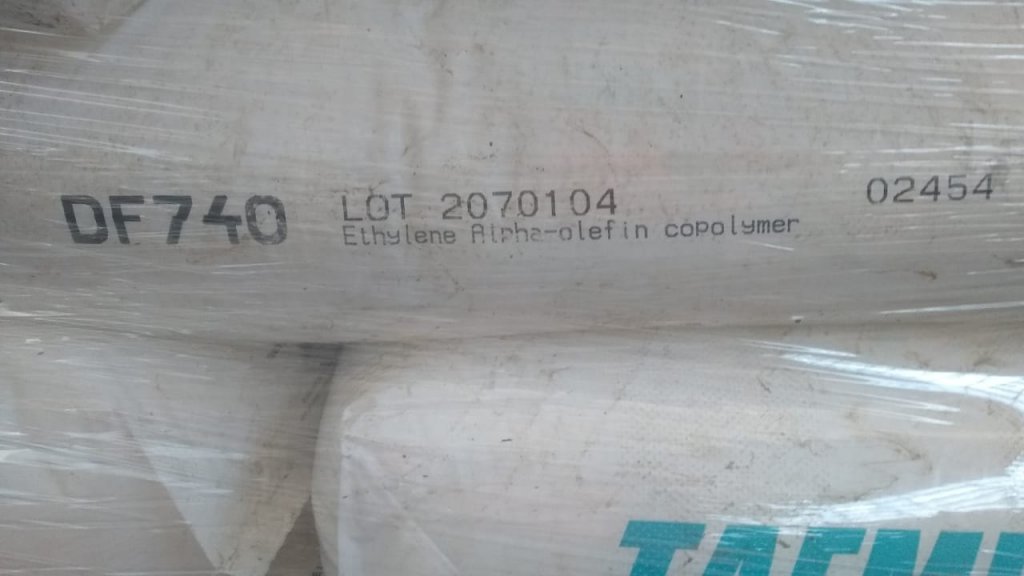 DF740 LOT 2070104 02454
Ethylene Alpha-olefin copolymer